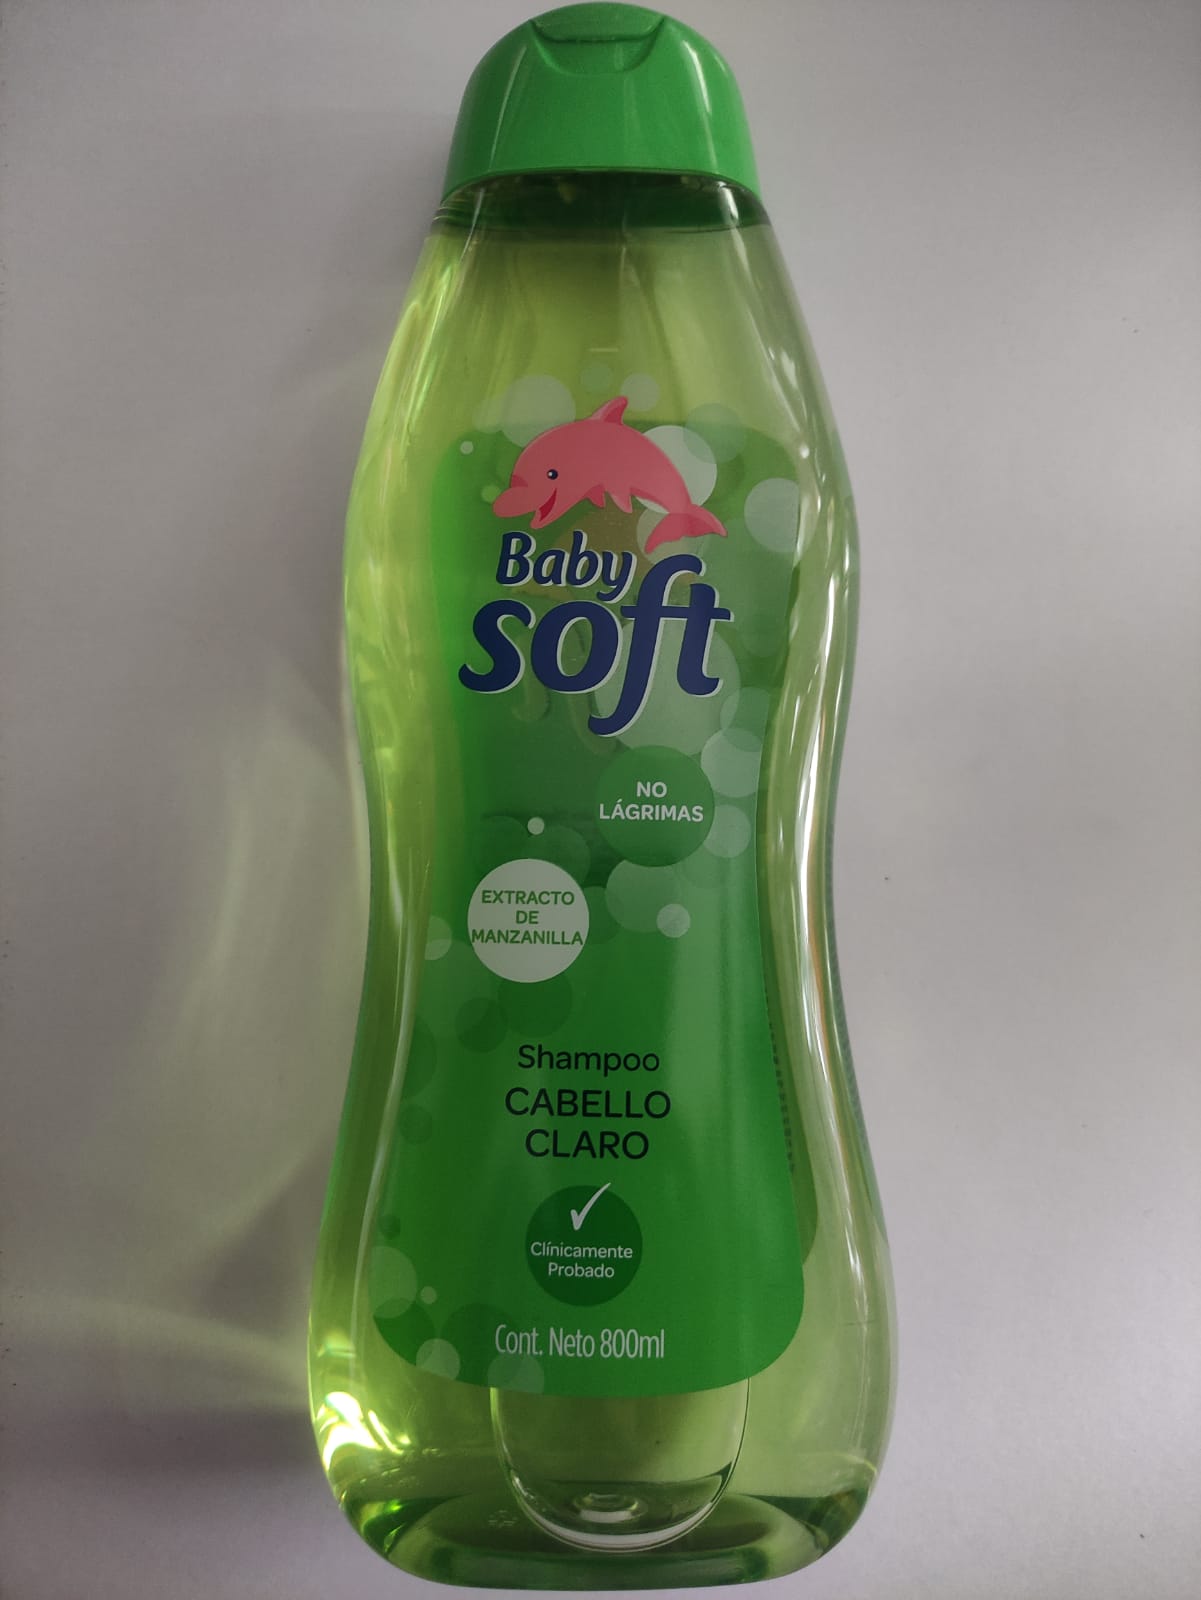 Baby
soft
NO
LÁGRIMAS
EXTRACTO
DE
MANZANILLA
Shampoo
CABELLO
CLARO
Clínicamente
Probado
Cont. Neto 800ml